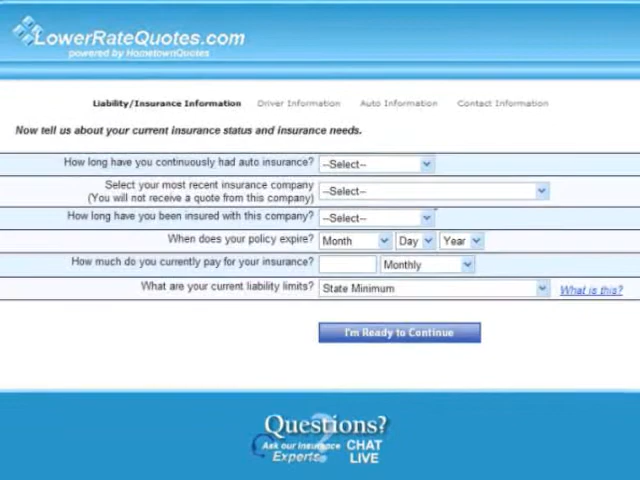 LowerRateQuotes.com
powered by HometownQuotes
Liability/Insurance Information Driver Information Auto Information Contact Information
Now tell us about your current insurance status and insurance needs.
How long have you continuously had auto insurance? --Select--
Select your most recent insurance company
(You will not receive a quote from this company) --Select--
How long have you been insured with this company? --Select--
When does your policy expire? Month Day Year
How much do you currently pay for your insurance? Monthly
What are your current liability limits? State Minimum What is this?
I'm Ready to Continue
Questions?
Ask our Insurance Experts. CHAT LIVE